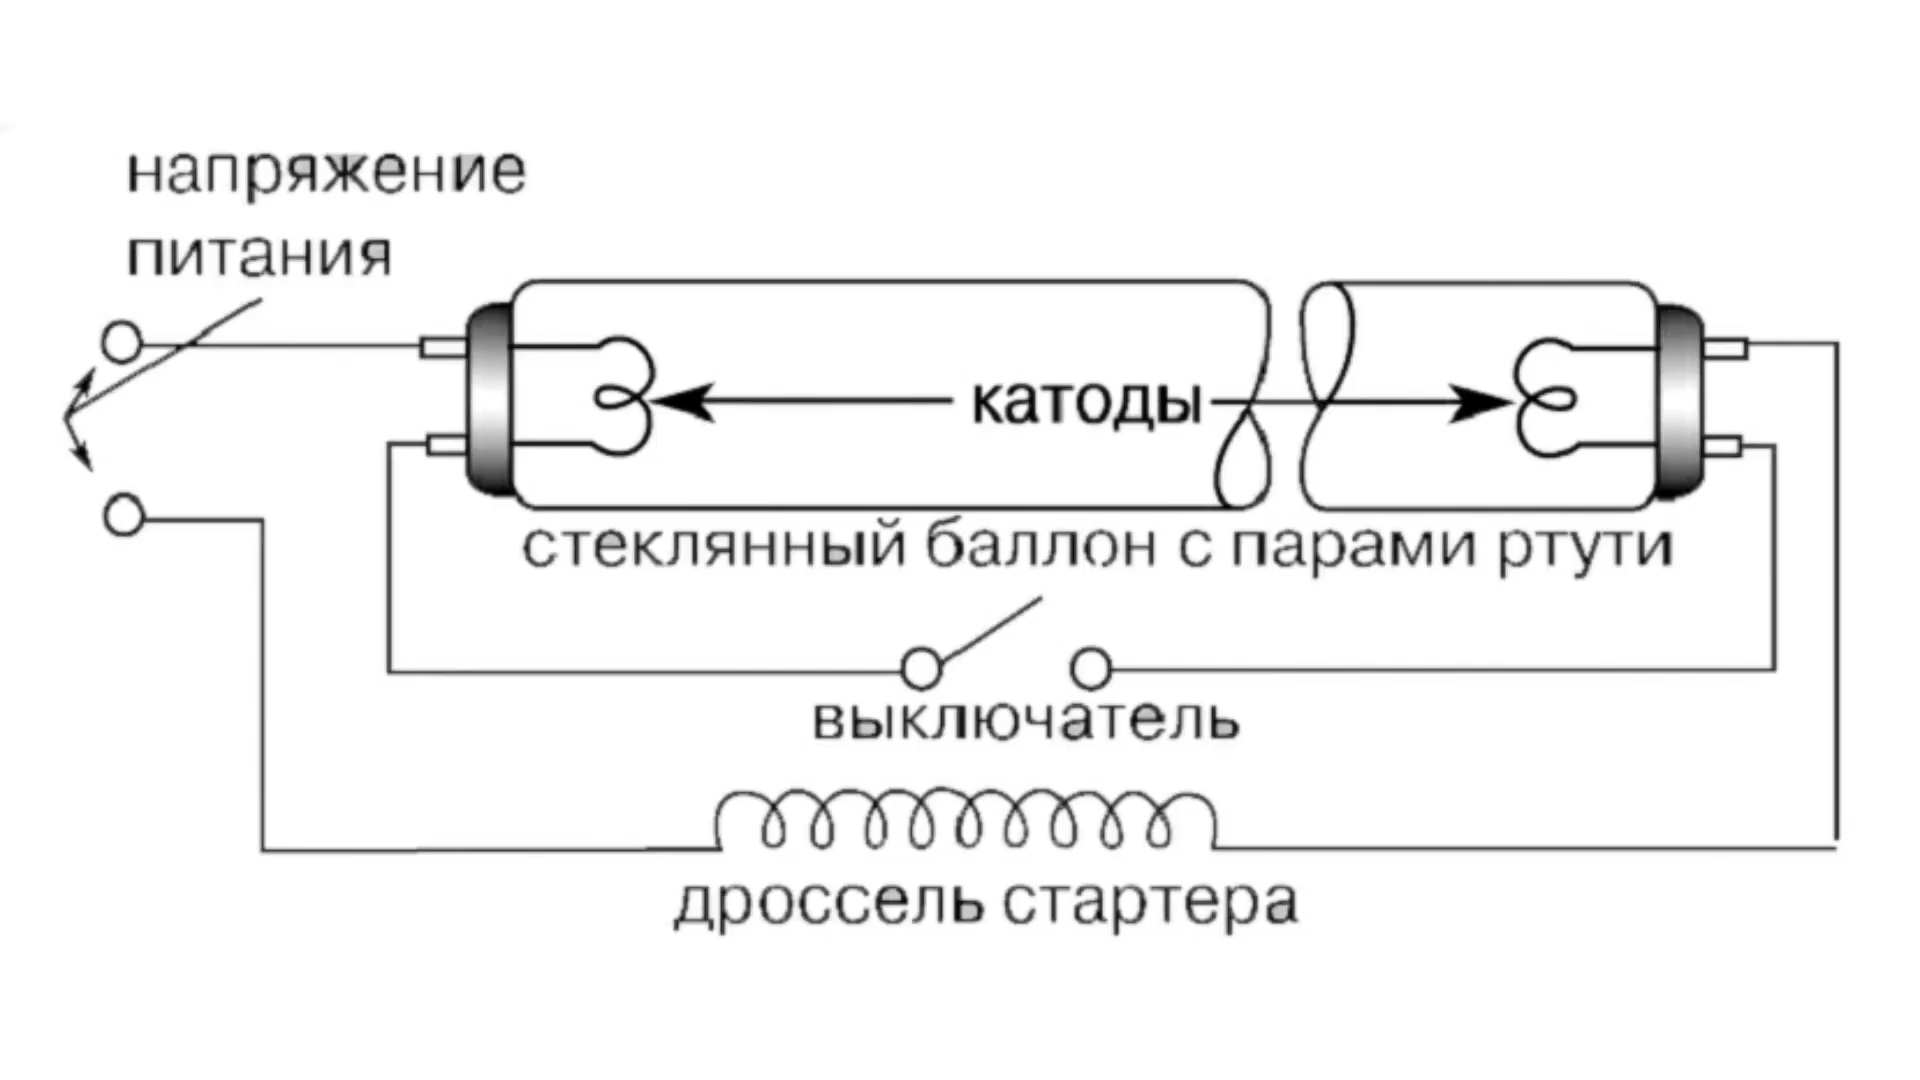 напряжение
питания
катоды
стеклянный баллон с парами ртути
выключатель
дроссель стартера